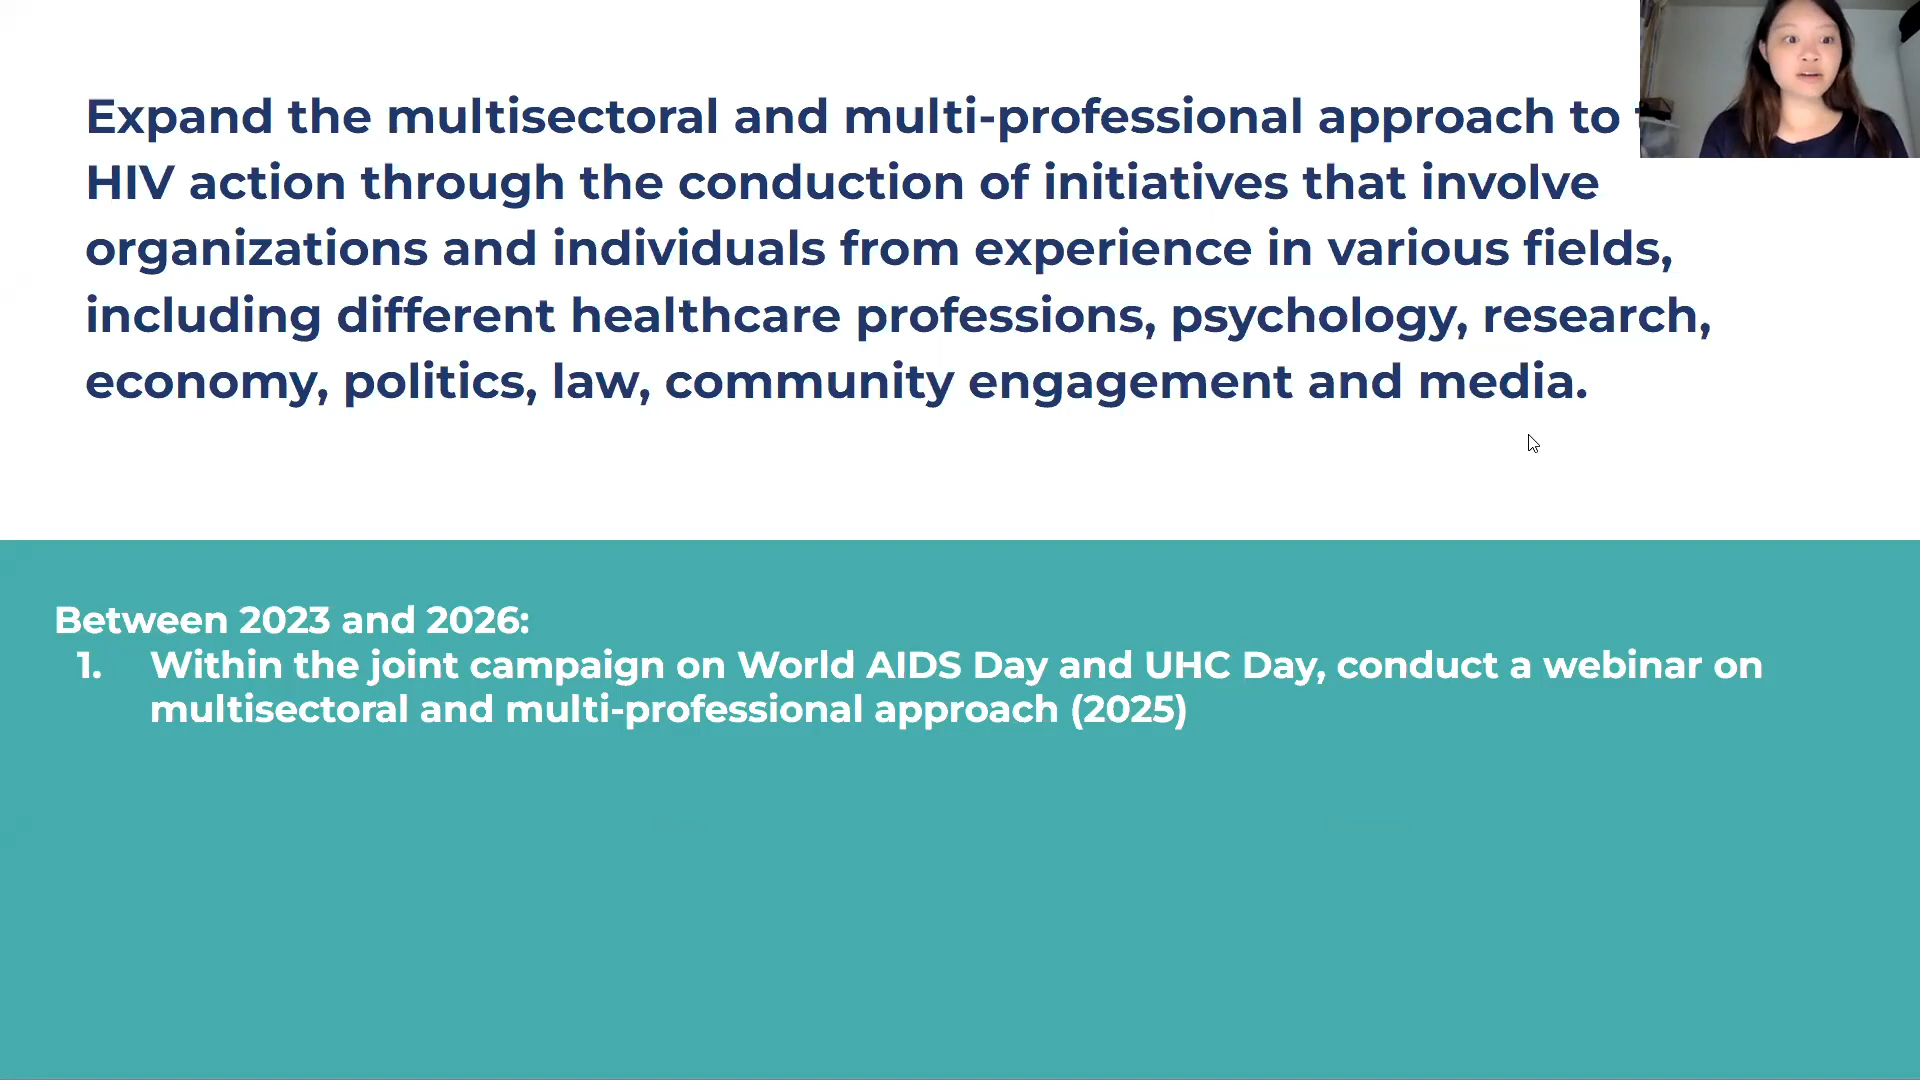 Expand the multisectoral and multi-professional approach to
HIV action through the conduction of initiatives that involve
organizations and individuals from experience in various fields,
including different healthcare professions, psychology, research,
economy, politics, law, community engagement and media.
Between 2023 and 2026:
1. Within the joint campaign on World AIDS Day and UHC Day, conduct a webinar on
multisectoral and multi-professional approach (2025)